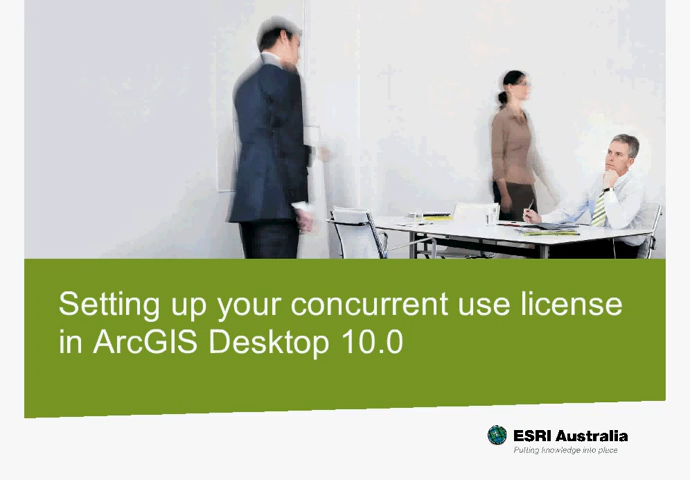 Setting up your concurrent use license
in ArcGIS Desktop 10.0
ESRI Australia
Putting knowledge into place